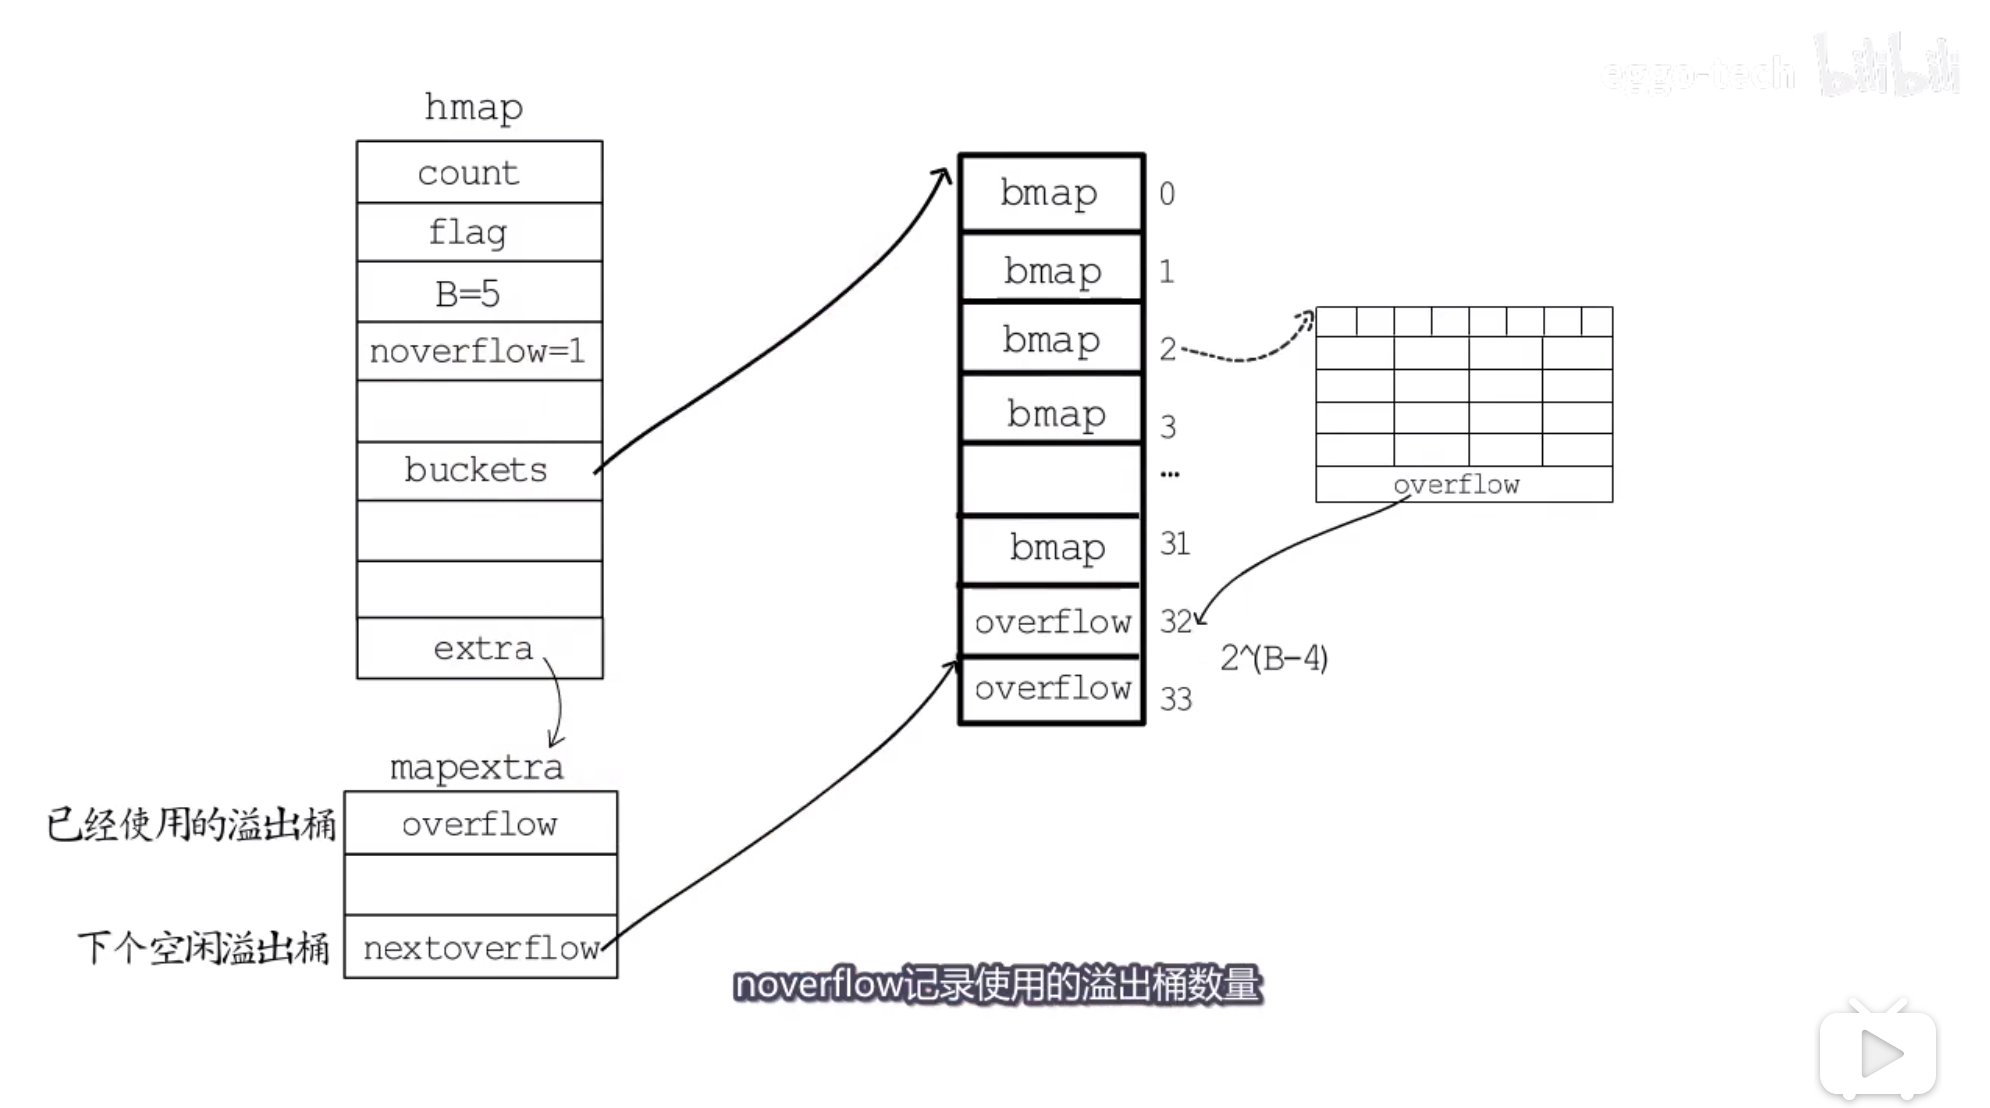 eggo-tech bilibili
hmap
count
flag
B=5
noverflow=1
buckets
extra
mapextra
已经使用的溢出桶
overflow
下个空闲溢出桶
nextoverflow
bmap 0
bmap 1
bmap 2
bmap 3
...
bmap 31
overflow 32
2^(B-4)
overflow 33
overflow
noverflow记录使用的溢出桶数量